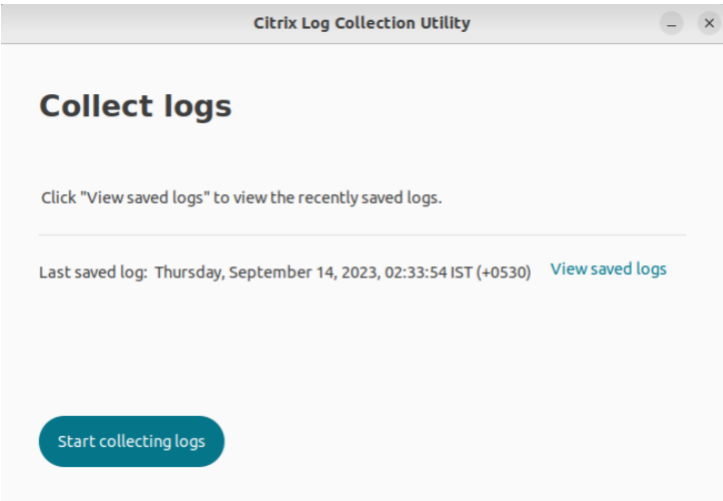 Citrix Log Collection Utility
Collect logs
Click "View saved logs" to view the recently saved logs.
Last saved log: Thursday, September 14, 2023, 02:33:54 IST (+0530) View saved logs
Start collecting logs